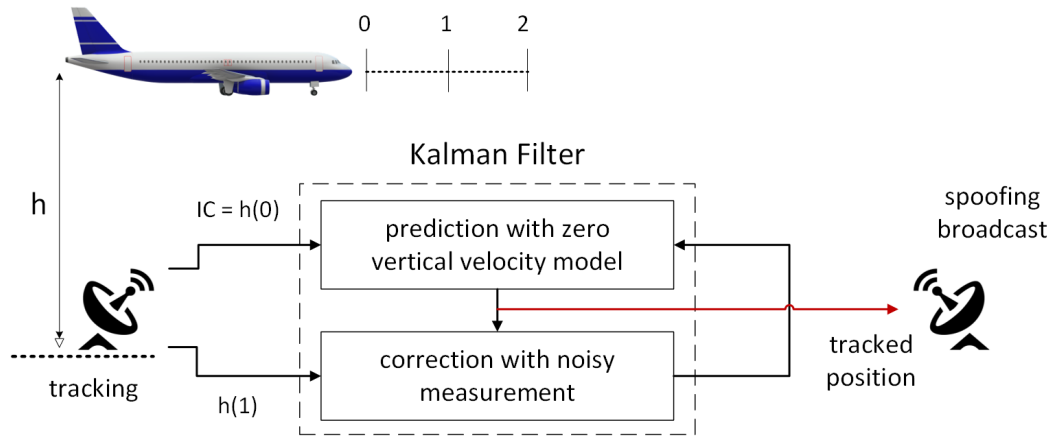 0 1 2
Kalman Filter
h
IC = h(0)
prediction with zero
vertical velocity model
spoofing
broadcast
correction with noisy
measurement
tracking
h(1)
tracked
position